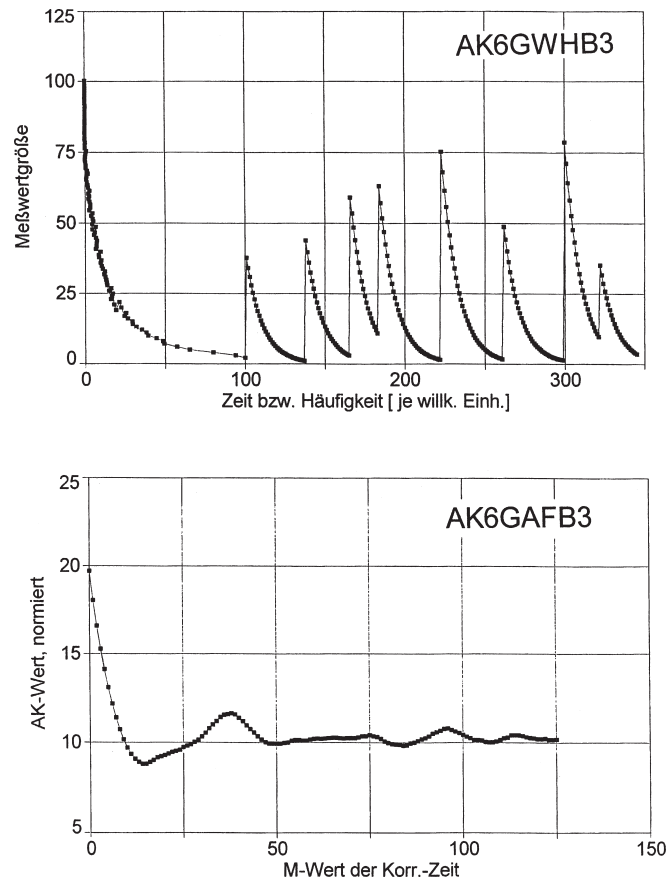 125
AK6GWHB3
100
75
50
25
0
Meßwertgröße
0 100 200 300
Zeit bzw. Häufigkeit [ je willk. Einh.]
25
AK6GAFB3
20
15
10
5
AK-Wert, normiert
0 50 100 150
M-Wert der Korr.-Zeit